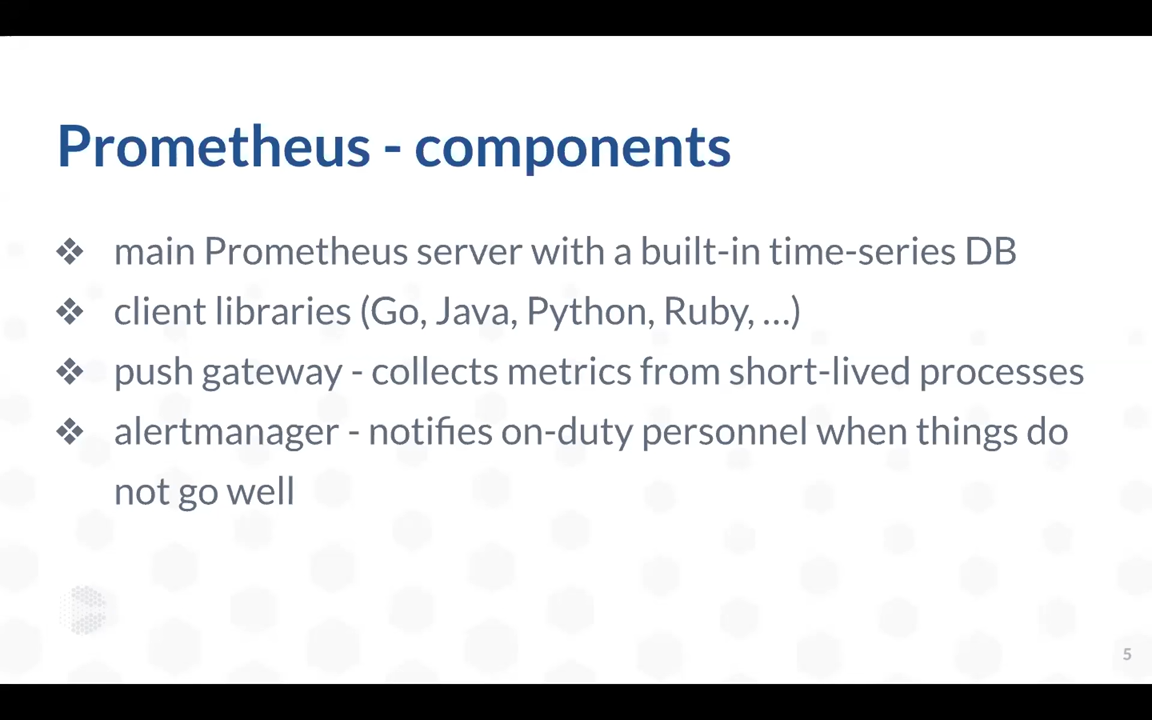 Prometheus - components
❖ main Prometheus server with a built-in time-series DB
❖ client libraries (Go, Java, Python, Ruby, ...)
❖ push gateway - collects metrics from short-lived processes
❖ alertmanager - notifies on-duty personnel when things do
not go well
5